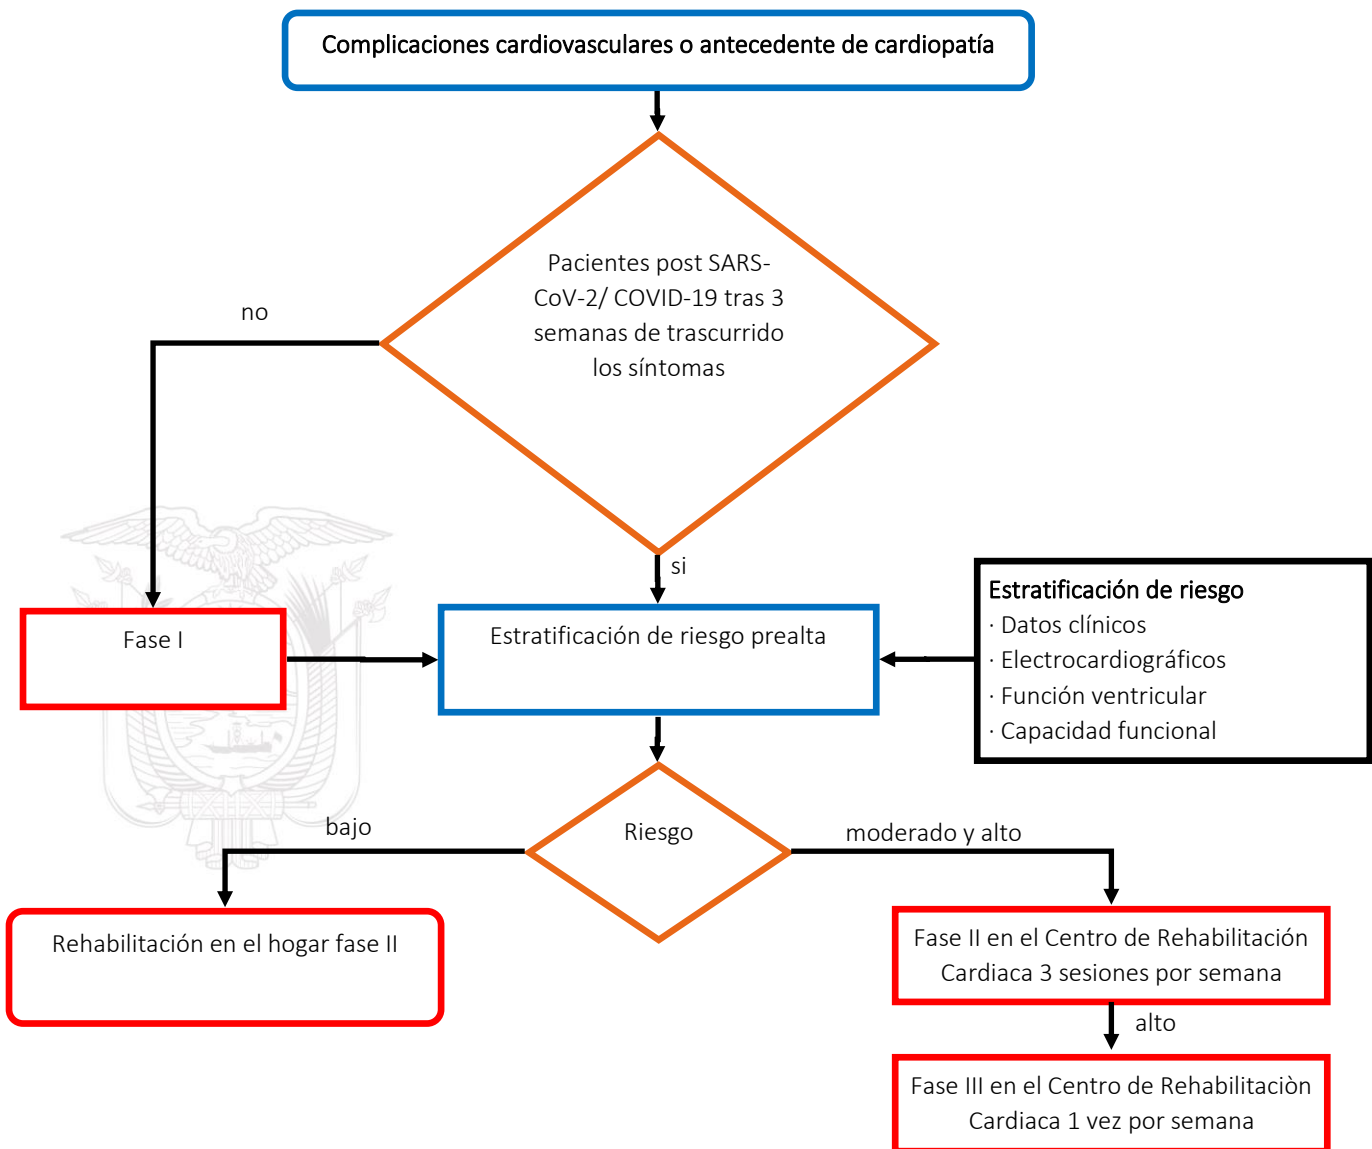 Complicaciones cardiovasculares o antecedente de cardiopatía
Pacientes post SARS-
CoV-2/ COVID-19 tras 3
semanas de trascurrido
los síntomas
no
si
Fase I
Estratificación de riesgo prealta
Estratificación de riesgo
· Datos clínicos
· Electrocardiográficos
· Función ventricular
· Capacidad funcional
bajo
Riesgo
moderado y alto
Rehabilitación en el hogar fase II
Fase II en el Centro de Rehabilitación
Cardiaca 3 sesiones por semana
alto
Fase III en el Centro de Rehabilitaciòn
Cardiaca 1 vez por semana